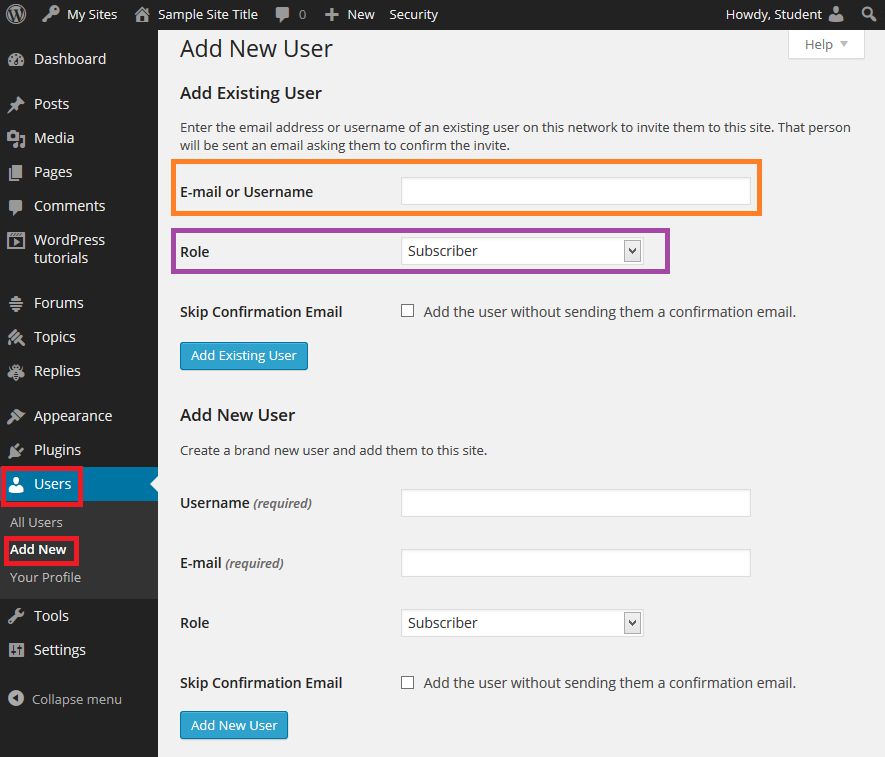 My Sites Sample Site Title 0 New Security Howdy, Student
Dashboard
Posts
Media
Pages
Comments
WordPress
tutorials
Forums
Topics
Replies
Appearance
Plugins
Users
All Users
Add New
Your Profile
Tools
Settings
Collapse menu
Add New User
Help
Add Existing User
Enter the email address or username of an existing user on this network to invite them to this site. That person
will be sent an email asking them to confirm the invite.
E-mail or Username
Role Subscriber
Skip Confirmation Email Add the user without sending them a confirmation email.
Add Existing User
Add New User
Create a brand new user and add them to this site.
Username (required)
E-mail (required)
Role Subscriber
Skip Confirmation Email Add the user without sending them a confirmation email.
Add New User